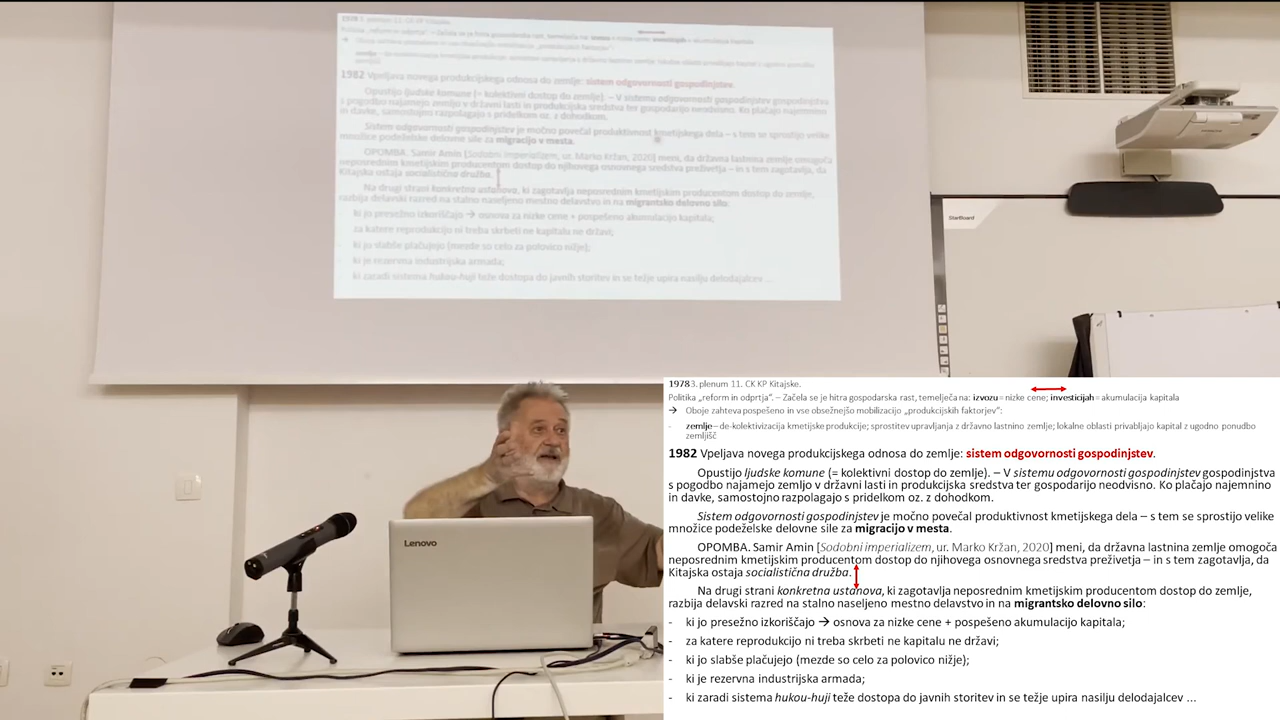 1978 3. plenum 11. CK KP Kitajske.
Politika „reform in odprtja“. – Začela se je hitra gospodarska rast, temelječa na: izvozu = nizke cene; investicijah = akumulacija kapitala
→ Oboje zahteva pospešeno in vse obsežnejšo mobilizacijo „produkcijskih faktorjev“:
- zemlje – de-kolektivizacija kmetijske produkcije; sprostitev upravljanja z državno lastnino zemlje; lokalne oblasti privabljajo kapital z ugodno ponudbo
zemljišč
1982 Vpeljava novega produkcijskega odnosa do zemlje: sistem odgovornosti gospodinjstev.
Opustijo ljudske komune (= kolektivni dostop do zemlje). – V sistemu odgovornosti gospodinjstev gospodinjstva
s pogodbo najamejo zemljo v državni lasti in produkcijska sredstva ter gospodarijo neodvisno. Ko plačajo najemnino
in davke, samostojno razpolagajo s pridelkom oz. z dohodkom.
Sistem odgovornosti gospodinjstev je močno povečal produktivnost kmetijskega dela – s tem se sprostijo velike
množice podeželske delovne sile za migracijo v mesta.
OPOMBA. Samir Amin [Sodobni imperializem, ur. Marko Kržan, 2020] meni, da državna lastnina zemlje omogoča
neposrednim kmetijskim producentom dostop do njihovega osnovnega sredstva preživetja – in s tem zagotavlja, da
Kitajska ostaja socialistična družba.
Na drugi strani konkretna ustanova, ki zagotavlja neposrednim kmetijskim producentom dostop do zemlje,
razbija delavski razred na stalno naseljeno mestno delavstvo in na migrantsko delovno silo:
- ki jo presežno izkoriščajo → osnova za nizke cene + pospešeno akumulacijo kapitala;
- za katere reprodukcijo ni treba skrbeti ne kapitalu ne državi;
- ki jo slabše plačujejo (mezde so celo za polovico nižje);
- ki je rezervna industrijska armada;
- ki zaradi sistema hukou-huji teže dostopa do javnih storitev in se težje upira nasilju delodajalcev ...
StartBoard
Lenovo